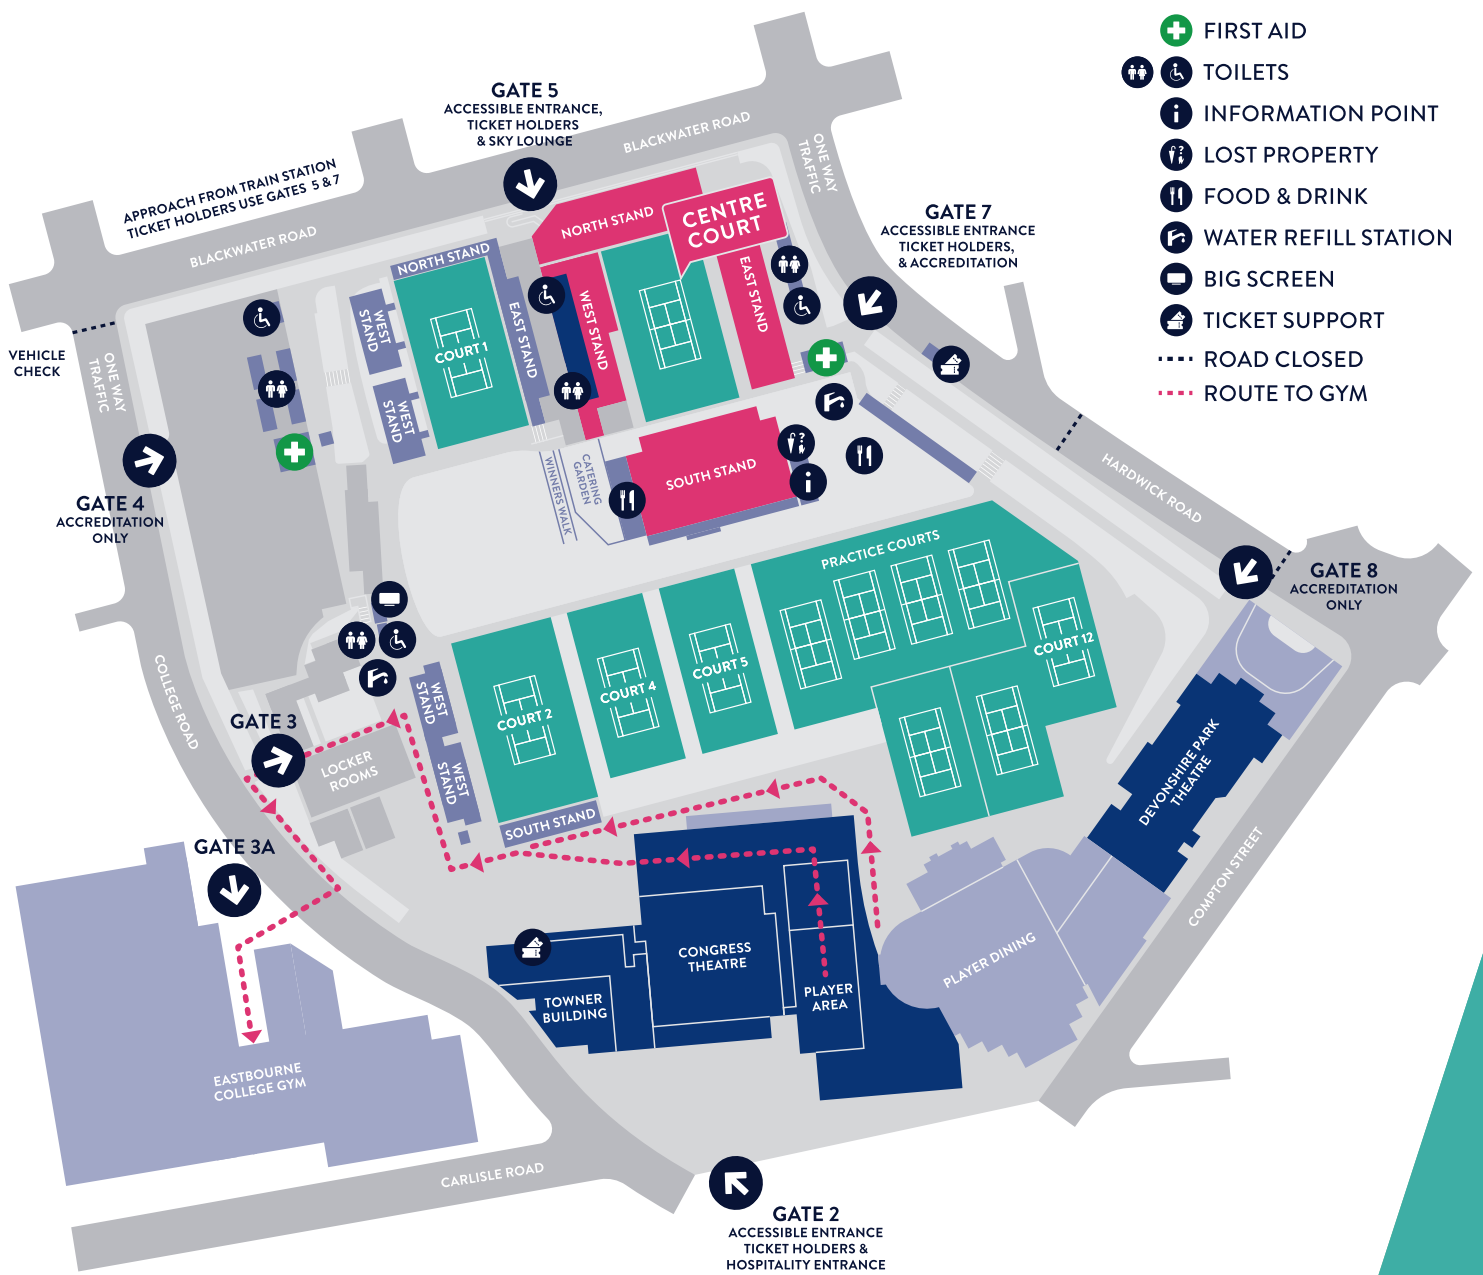 FIRST AID
TOILETS
INFORMATION POINT
LOST PROPERTY
FOOD & DRINK
WATER REFILL STATION
BIG SCREEN
TICKET SUPPORT
ROAD CLOSED
ROUTE TO GYM
GATE 5
ACCESSIBLE ENTRANCE,
TICKET HOLDERS
& SKY LOUNGE
BLACKWATER ROAD
ONE WAY
TRAFFIC
APPROACH FROM TRAIN STATION
TICKET HOLDERS USE GATES 5 & 7
BLACKWATER ROAD
GATE 7
ACCESSIBLE ENTRANCE
TICKET HOLDERS,
& ACCREDITATION
NORTH STAND
CENTRE
COURT
NORTH STAND
WEST
STAND
COURT 1
EAST STAND
WEST STAND
EAST STAND
VEHICLE
CHECK
ONE WAY
TRAFFIC
WEST
STAND
GATE 4
ACCREDITATION
ONLY
WINNERS WALK
CATERING
GARDEN
SOUTH STAND
HARDWICK ROAD
GATE 8
ACCREDITATION
ONLY
PRACTICE COURTS
COURT 12
COURT 5
COURT 4
COURT 2
WEST
STAND
WEST
STAND
SOUTH STAND
COLLEGE ROAD
GATE 3
LOCKER
ROOMS
GATE 3A
DEVONSHIRE PARK
THEATRE
COMPTON STREET
PLAYER DINING
CONGRESS
THEATRE
PLAYER
AREA
TOWNER
BUILDING
EASTBOURNE
COLLEGE GYM
CARLISLE ROAD
GATE 2
ACCESSIBLE ENTRANCE
TICKET HOLDERS &
HOSPITALITY ENTRANCE